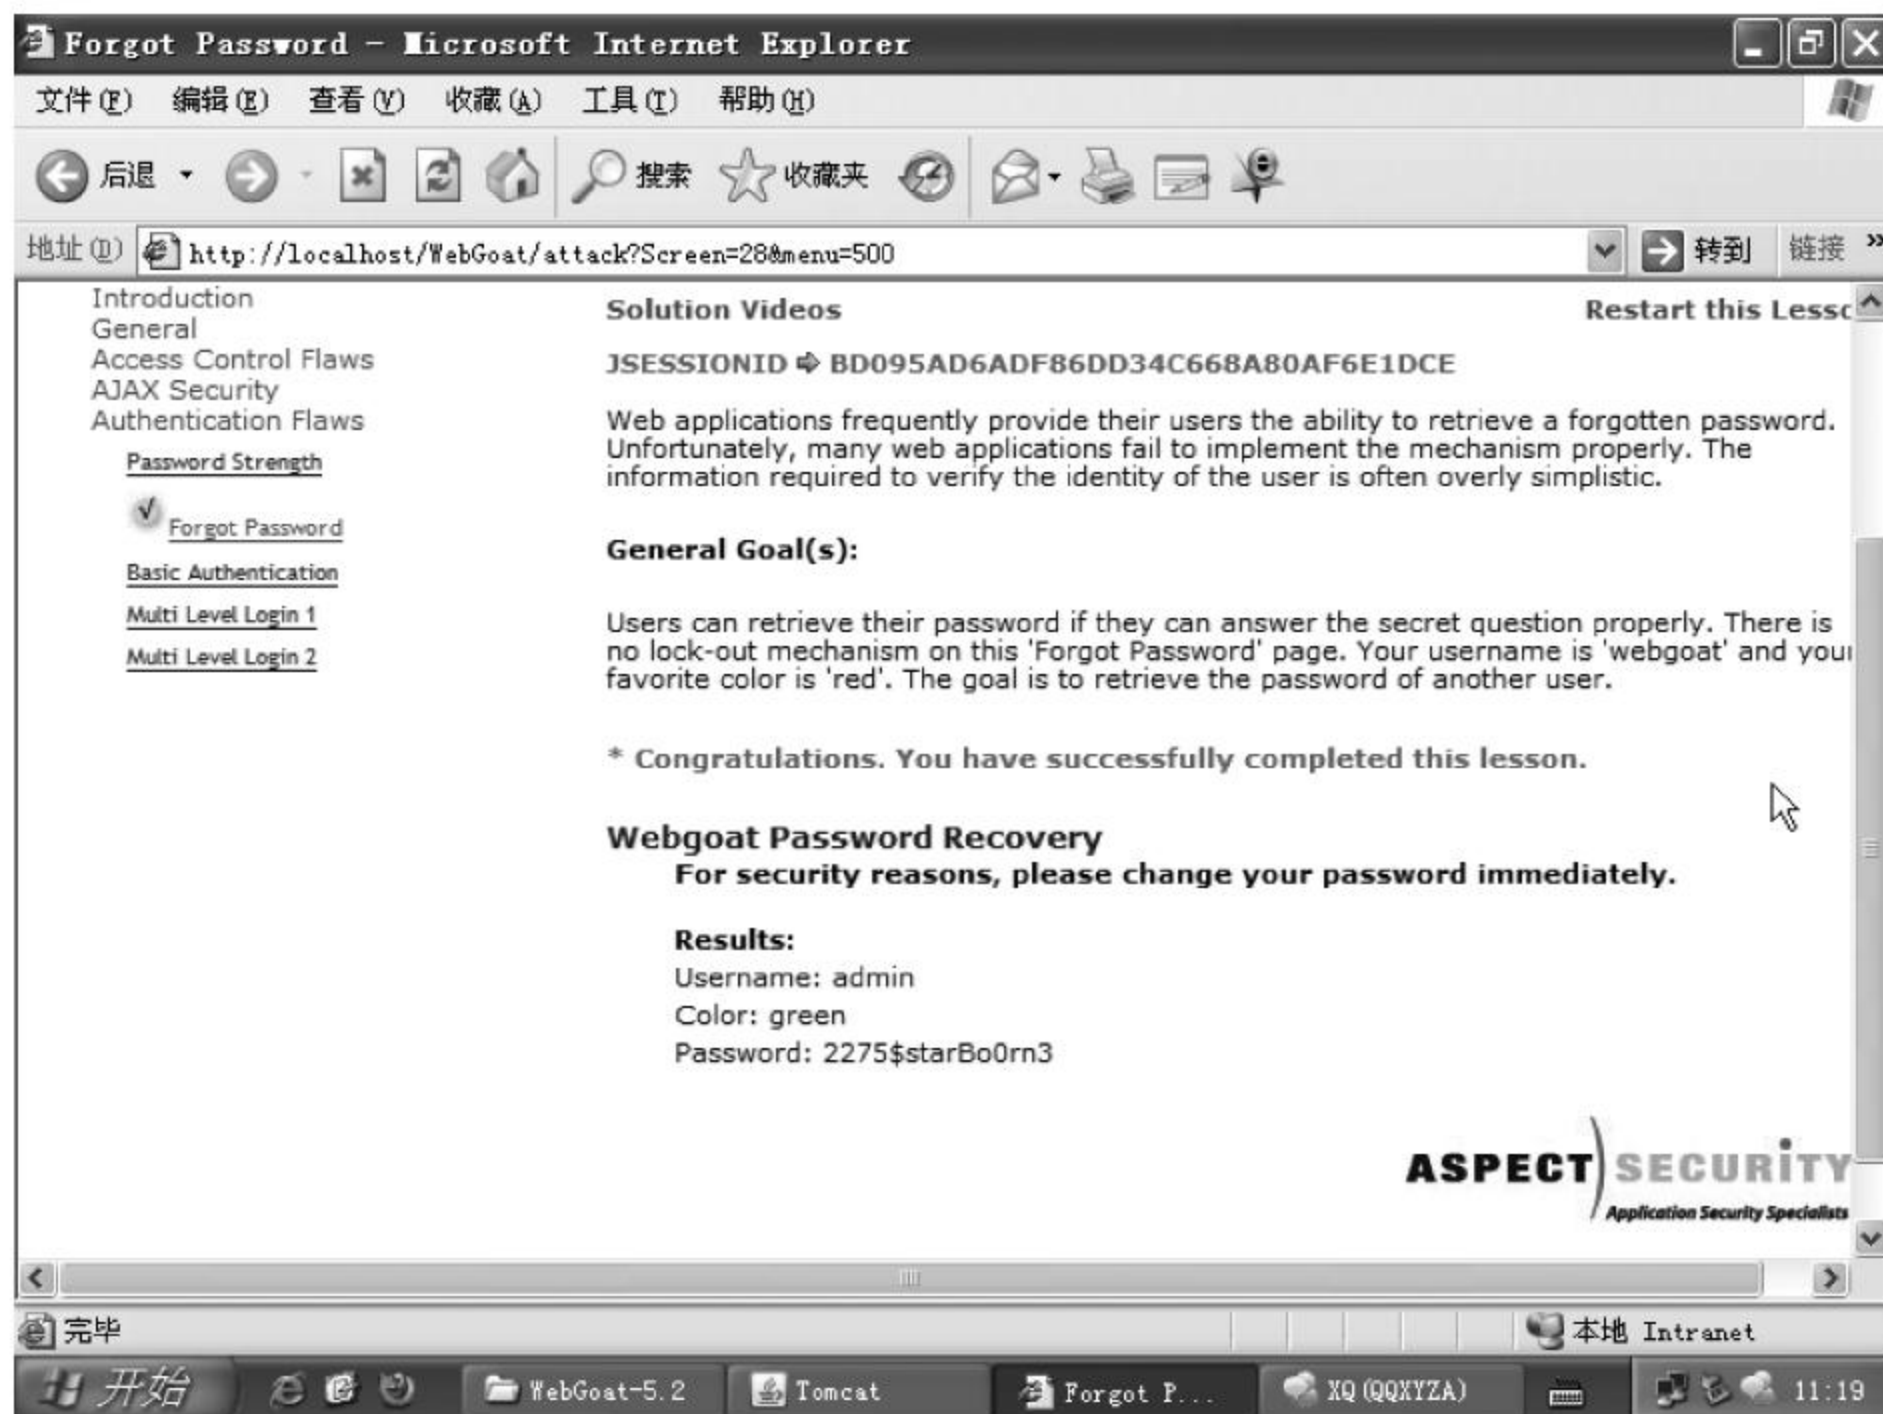 Forgot Password - Microsoft Internet Explorer
文件(F) 编辑(E) 查看(V) 收藏(A) 工具(T) 帮助(H)
后退 搜索 收藏夹
地址(D) http://localhost/WebGoat/attack?Screen=28&menu=500 转到 链接 »
Introduction
General
Access Control Flaws
AJAX Security
Authentication Flaws
Password Strength
Forgot Password
Basic Authentication
Multi Level Login 1
Multi Level Login 2
Solution Videos Restart this Lesso
JSESSIONID ⇨ BD095AD6ADF86DD34C668A80AF6E1DCE
Web applications frequently provide their users the ability to retrieve a forgotten password.
Unfortunately, many web applications fail to implement the mechanism properly. The
information required to verify the identity of the user is often overly simplistic.
General Goal(s):
Users can retrieve their password if they can answer the secret question properly. There is
no lock-out mechanism on this 'Forgot Password' page. Your username is 'webgoat' and your
favorite color is 'red'. The goal is to retrieve the password of another user.
* Congratulations. You have successfully completed this lesson.
Webgoat Password Recovery
For security reasons, please change your password immediately.
Results:
Username: admin
Color: green
Password: 2275$starBo0rn3
ASPECT SECURITY
Application Security Specialists
完毕 本地 Intranet
开始 WebGoat-5.2 Tomcat Forgot P... XQ(QQXYZA) 11:19